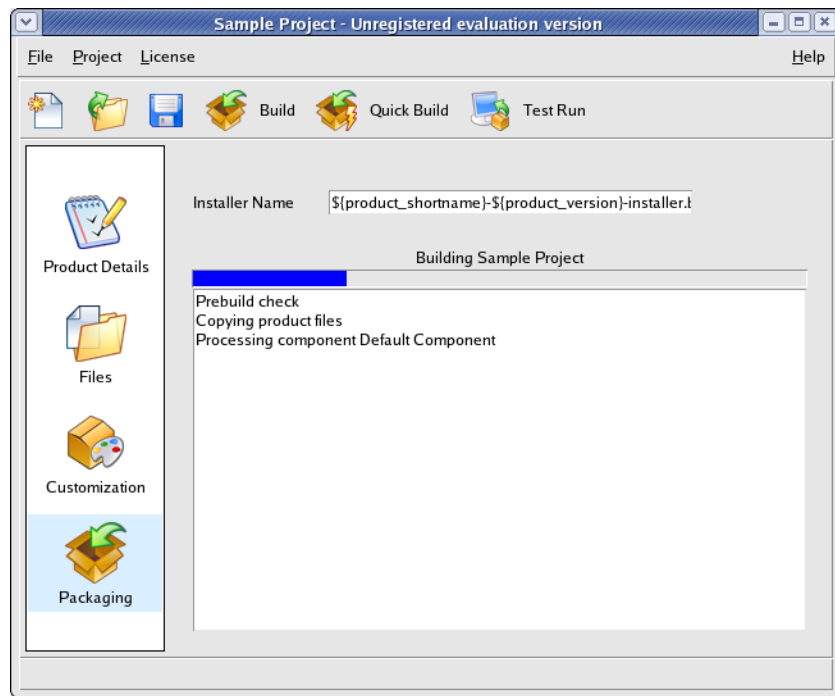 Sample Project - Unregistered evaluation version
File Project License Help
Build Quick Build Test Run
Product Details
Files
Customization
Packaging
Installer Name ${product_shortname}-${product_version}-installer.
Building Sample Project
Prebuild check
Copying product files
Processing component Default Component